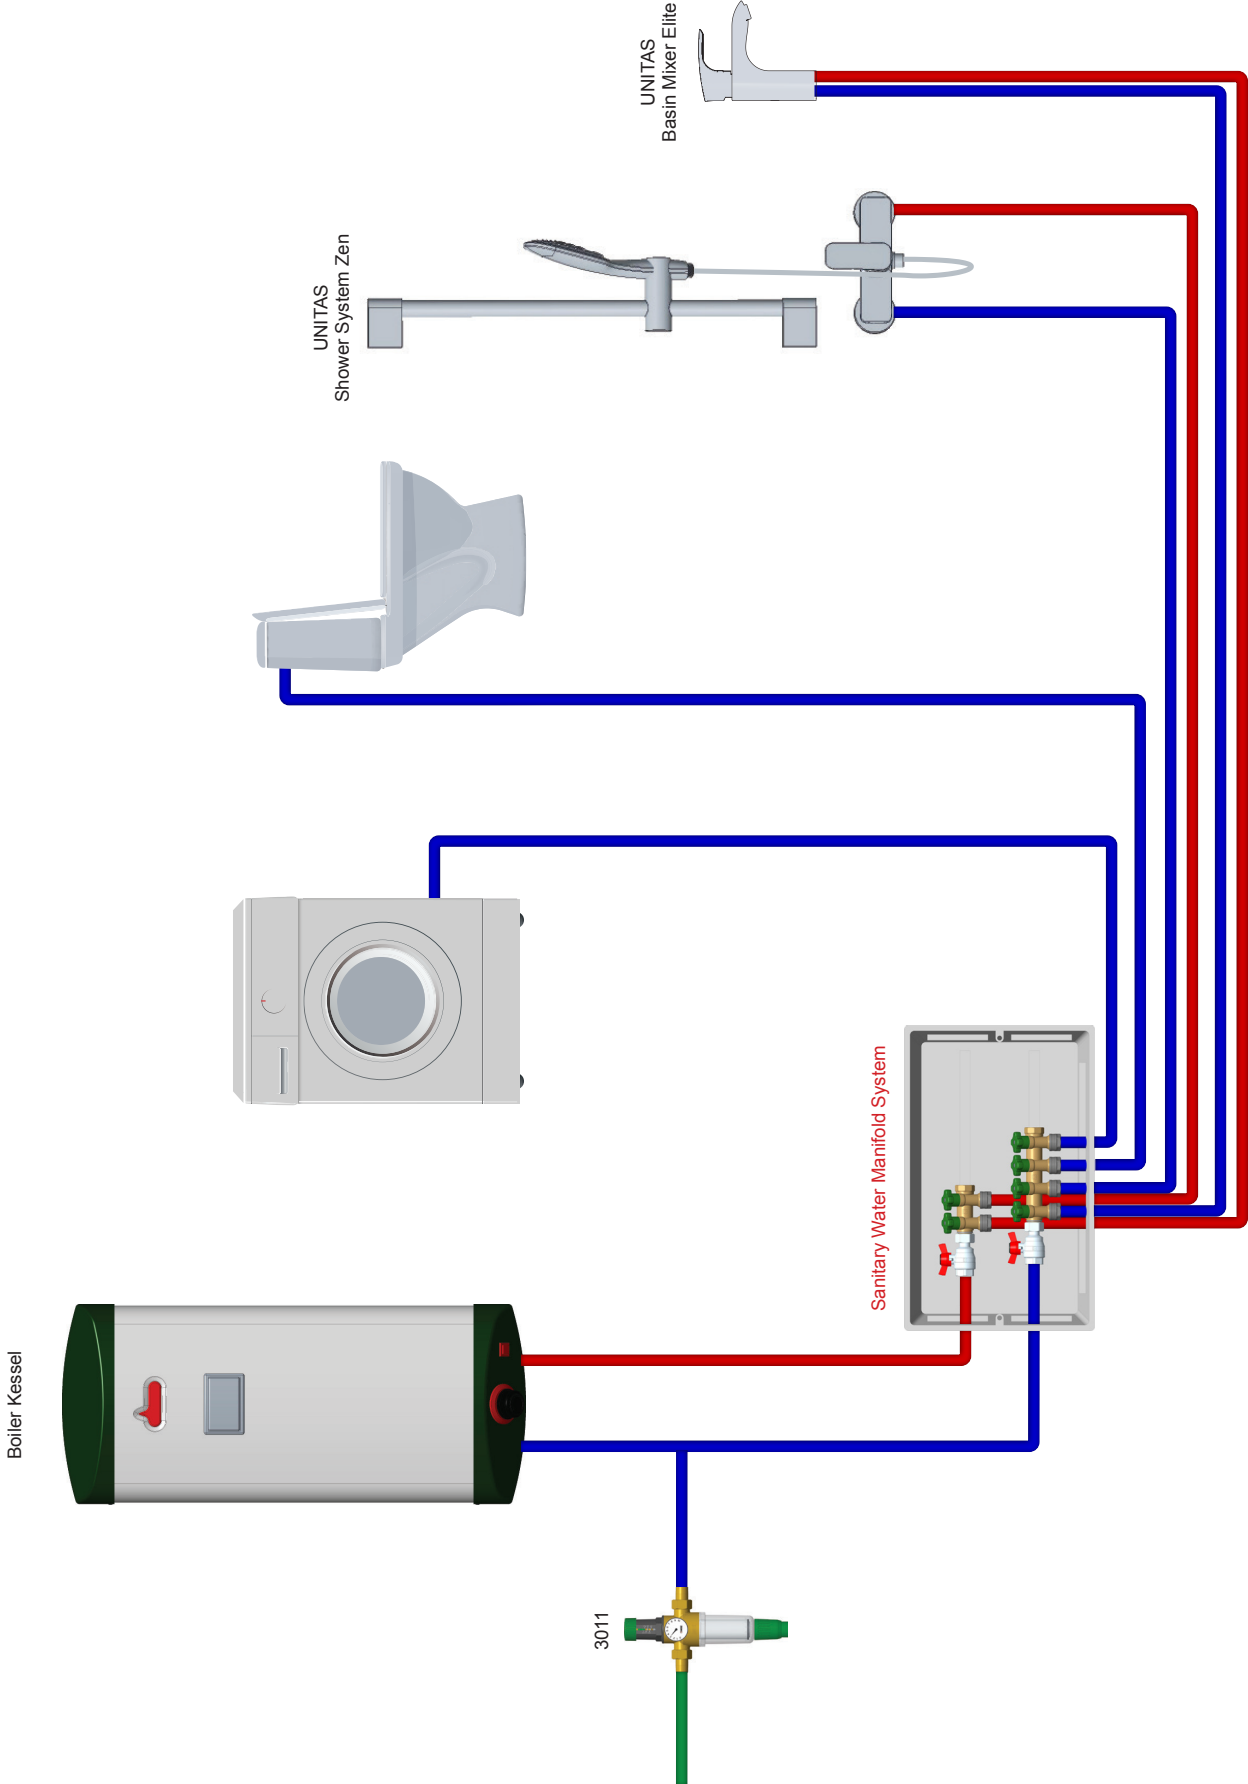 Boiler Kessel
3011
Sanitary Water Manifold System
UNITAS
Shower System Zen
UNITAS
Basin Mixer Elite